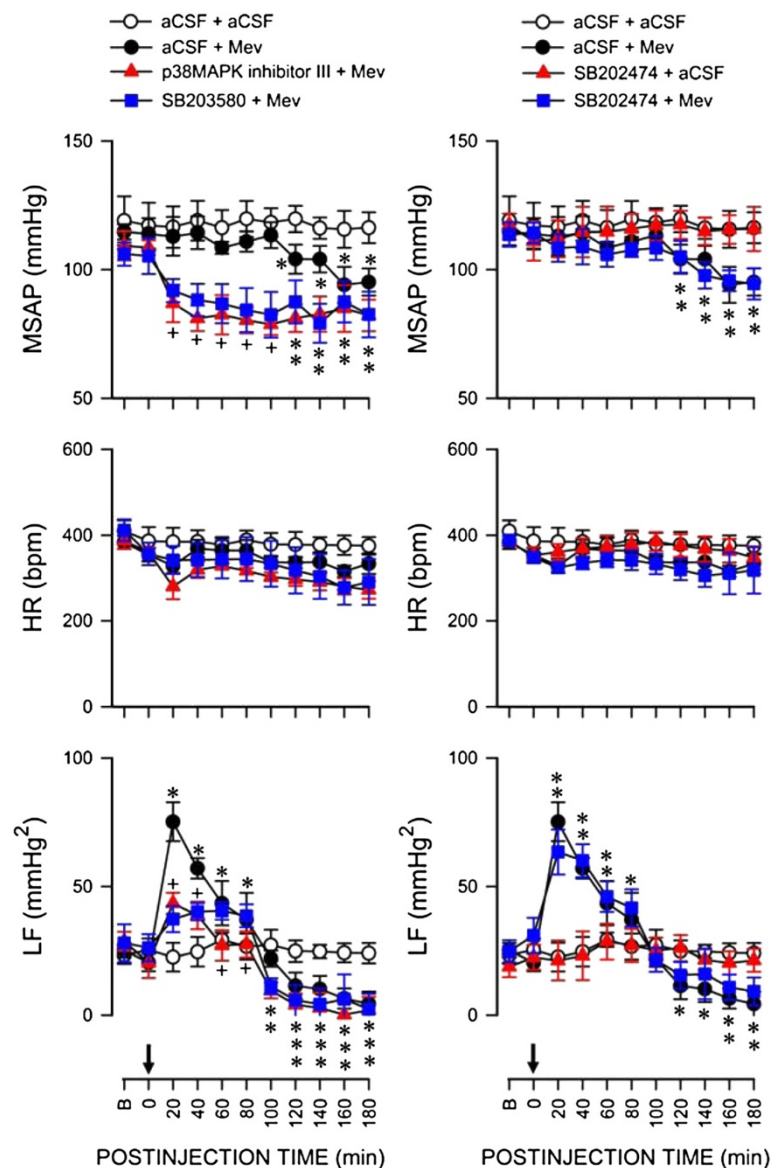 aCSF + aCSF
aCSF + Mev
p38MAPK inhibitor III + Mev
SB203580 + Mev
aCSF + aCSF
aCSF + Mev
SB202474 + aCSF
SB202474 + Mev
MSAP (mmHg)
150
100
50
* * * *
+ + + + + * * * *
* * * *
MSAP (mmHg)
150
100
50
* * * *
* * * *
HR (bpm)
600
400
200
0
HR (bpm)
600
400
200
0
LF (mmHg²)
100
50
0
* * * *
+ + + +
* * * * *
* * * * *
* * * *
B 0 20 40 60 80 100 120 140 160 180
POSTINJECTION TIME (min)
LF (mmHg²)
100
50
0
* * * *
* * *
* * * *
* *
B 0 20 40 60 80 100 120 140 160 180
POSTINJECTION TIME (min)